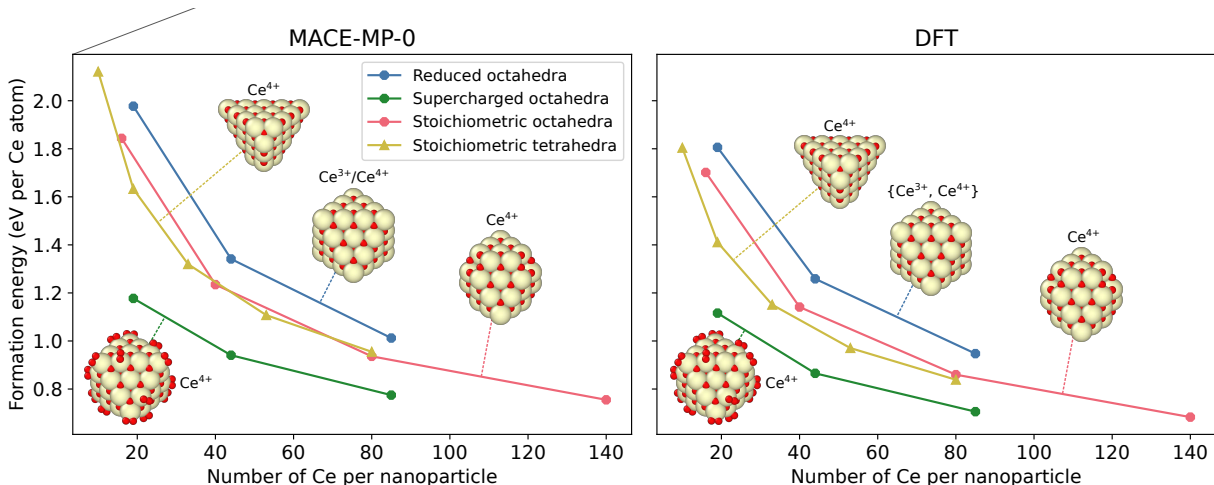 MACE-MP-0
DFT
Formation energy (eV per Ce atom)
2.0
1.8
1.6
1.4
1.2
1.0
0.8
Reduced octahedra
Supercharged octahedra
Stoichiometric octahedra
Stoichiometric tetrahedra
Ce⁴⁺
Ce³⁺/Ce⁴⁺
Ce⁴⁺
Ce⁴⁺
20 40 60 80 100 120 140
Number of Ce per nanoparticle
Ce⁴⁺
{Ce³⁺, Ce⁴⁺}
Ce⁴⁺
Ce⁴⁺
20 40 60 80 100 120 140
Number of Ce per nanoparticle